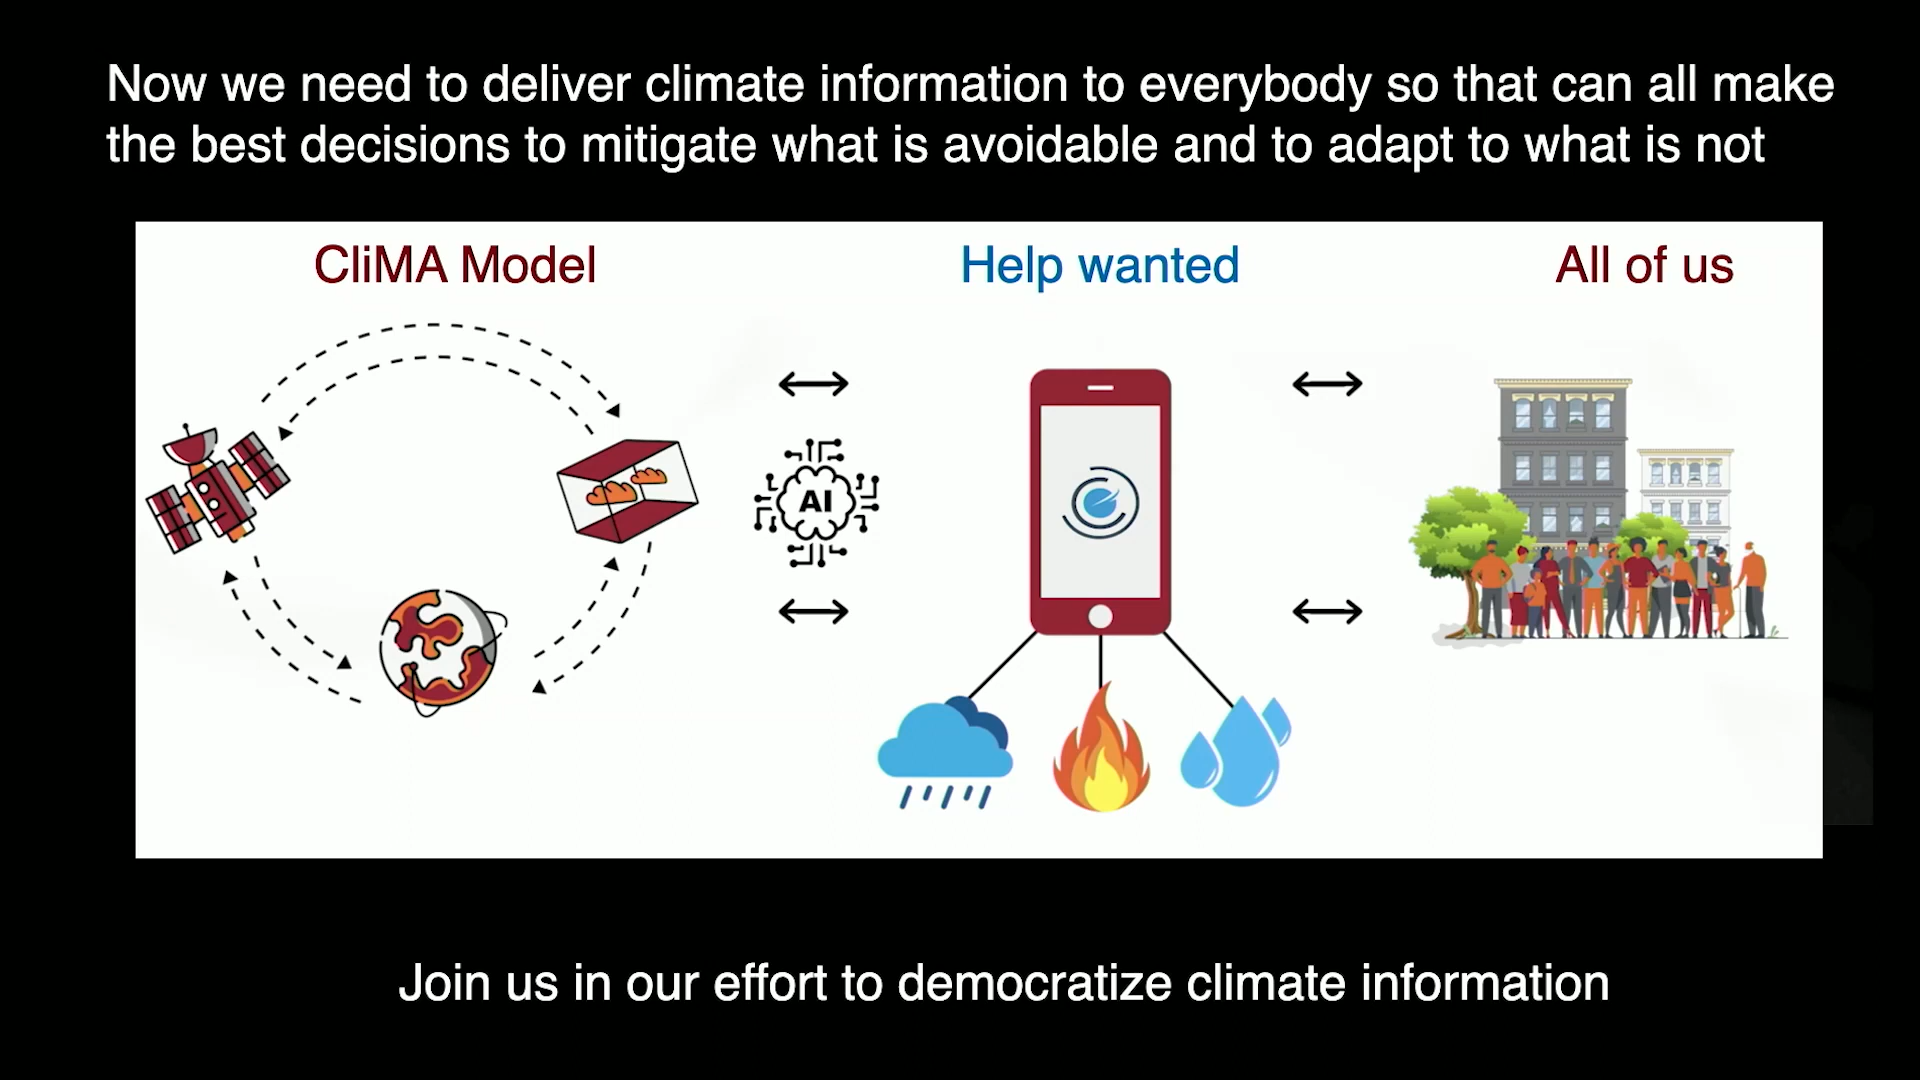 Now we need to deliver climate information to everybody so that can all make
the best decisions to mitigate what is avoidable and to adapt to what is not
CliMA Model
Help wanted
All of us
AI
Join us in our effort to democratize climate information